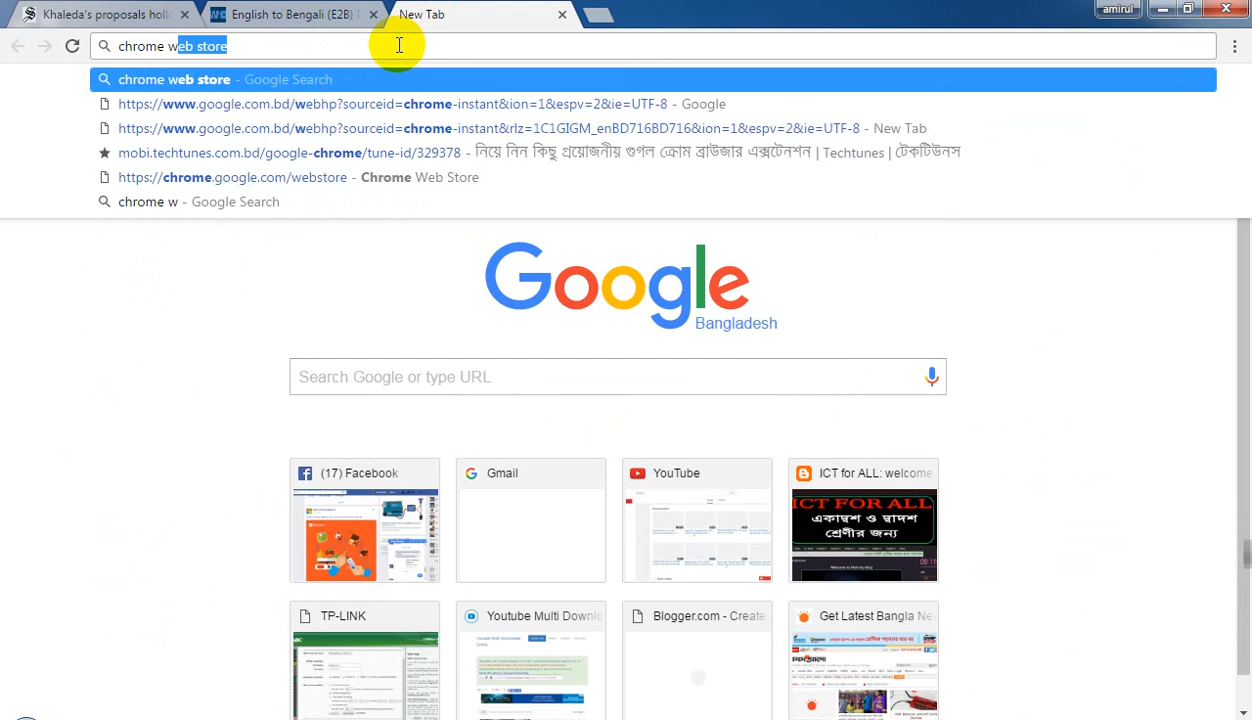 Khaleda's proposals holl
English to Bengali (E2B) I
New Tab
amirul
chrome web store
chrome web store - Google Search
https://www.google.com.bd/webhp?sourceid=chrome-instant&ion=1&espv=2&ie=UTF-8 - Google
https://www.google.com.bd/webhp?sourceid=chrome-instant&rlz=1C1GIGM_enBD716BD716&ion=1&espv=2&ie=UTF-8 - New Tab
mobi.techtunes.com.bd/google-chrome/tune-id/329378 - নিয়ে নিন কিছু প্রয়োজনীয় গুগল ক্রোম ব্রাউজার এক্সটেনশন | Techtunes | টেকটিউনস
https://chrome.google.com/webstore - Chrome Web Store
chrome w - Google Search
Google
Bangladesh
Search Google or type URL
(17) Facebook
Gmail
YouTube
ICT for ALL: welcome
ICT FOR ALL
একাদশ ও দ্বাদশ
শ্রেণীর জন্য
TP-LINK
Youtube Multi Downlo
Blogger.com - Create
Get Latest Bangla Ne